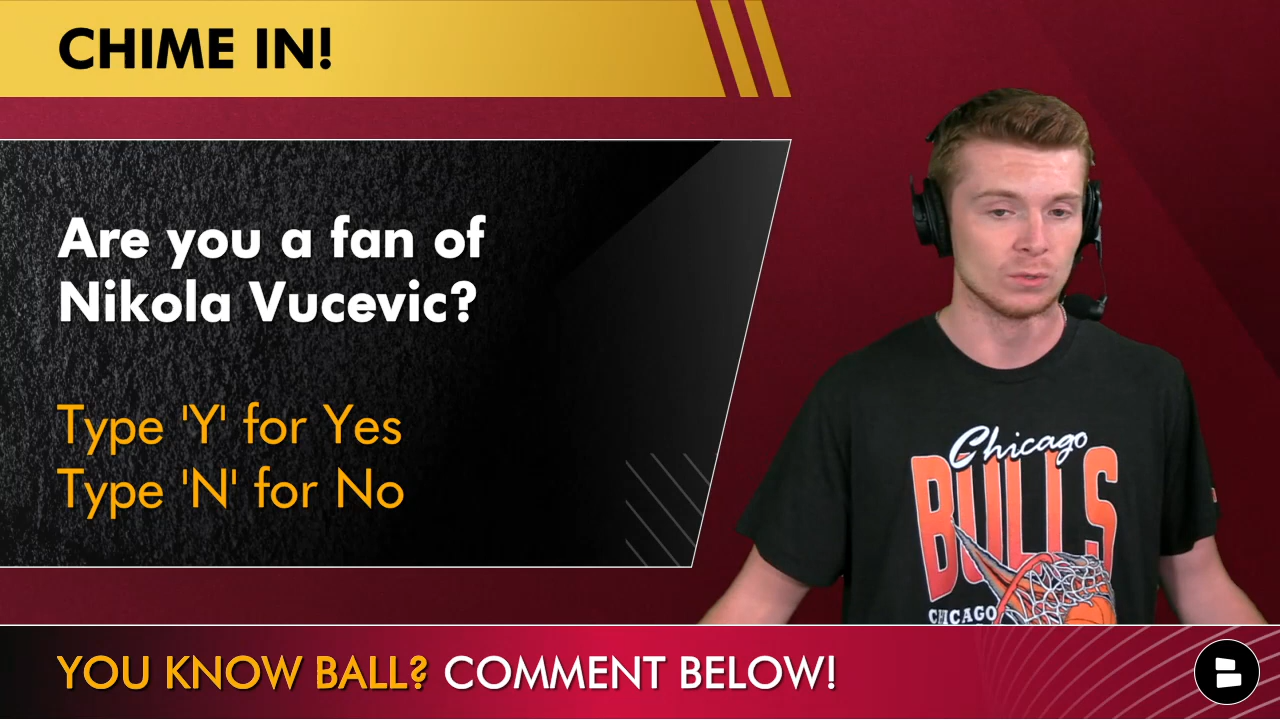 CHIME IN!
Are you a fan of
Nikola Vucevic?
Type 'Y' for Yes
Type 'N' for No
Chicago
BULLS
CHICAGO
YOU KNOW BALL? COMMENT BELOW!